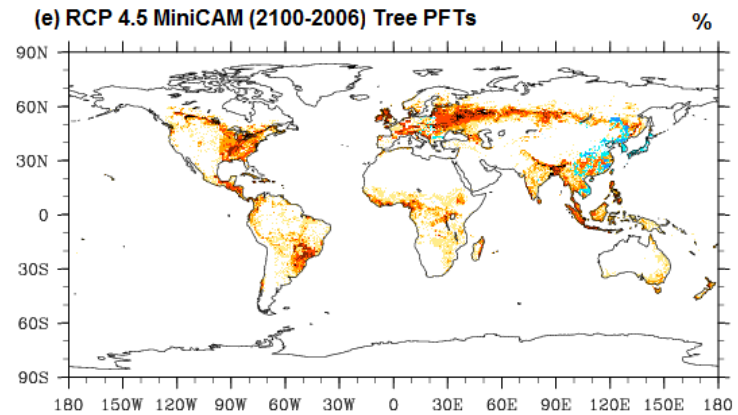 (e) RCP 4.5 MiniCAM (2100-2006) Tree PFTs %
90N
60N
30N
0
30S
60S
90S
180 150W 120W 90W 60W 30W 0 30E 60E 90E 120E 150E 180